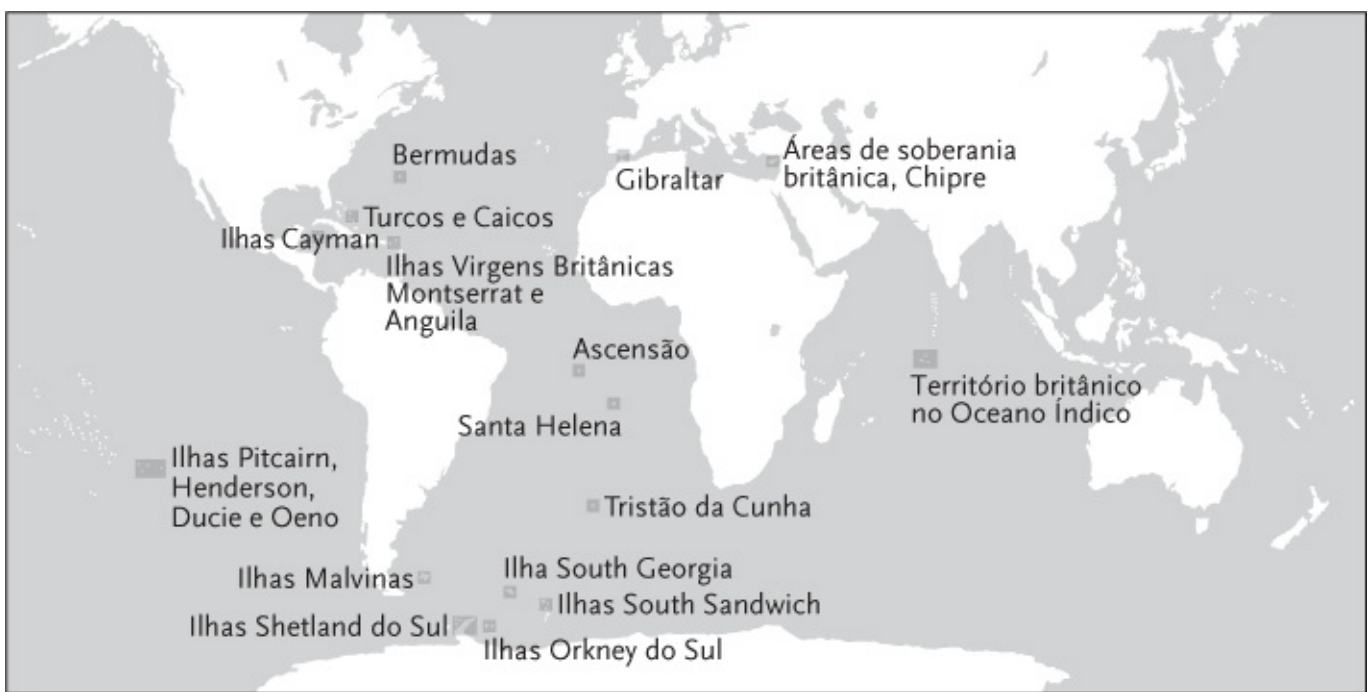 Bermudas
Áreas de soberania
britânica, Chipre
Gibraltar
Turcos e Caicos
Ilhas Cayman
Ilhas Virgens Britânicas
Montserrat e
Anguila
Ascensão
Território britânico
no Oceano Índico
Santa Helena
Ilhas Pitcairn,
Henderson,
Ducie e Oeno
Tristão da Cunha
Ilhas Malvinas
Ilha South Georgia
Ilhas South Sandwich
Ilhas Shetland do Sul
Ilhas Orkney do Sul